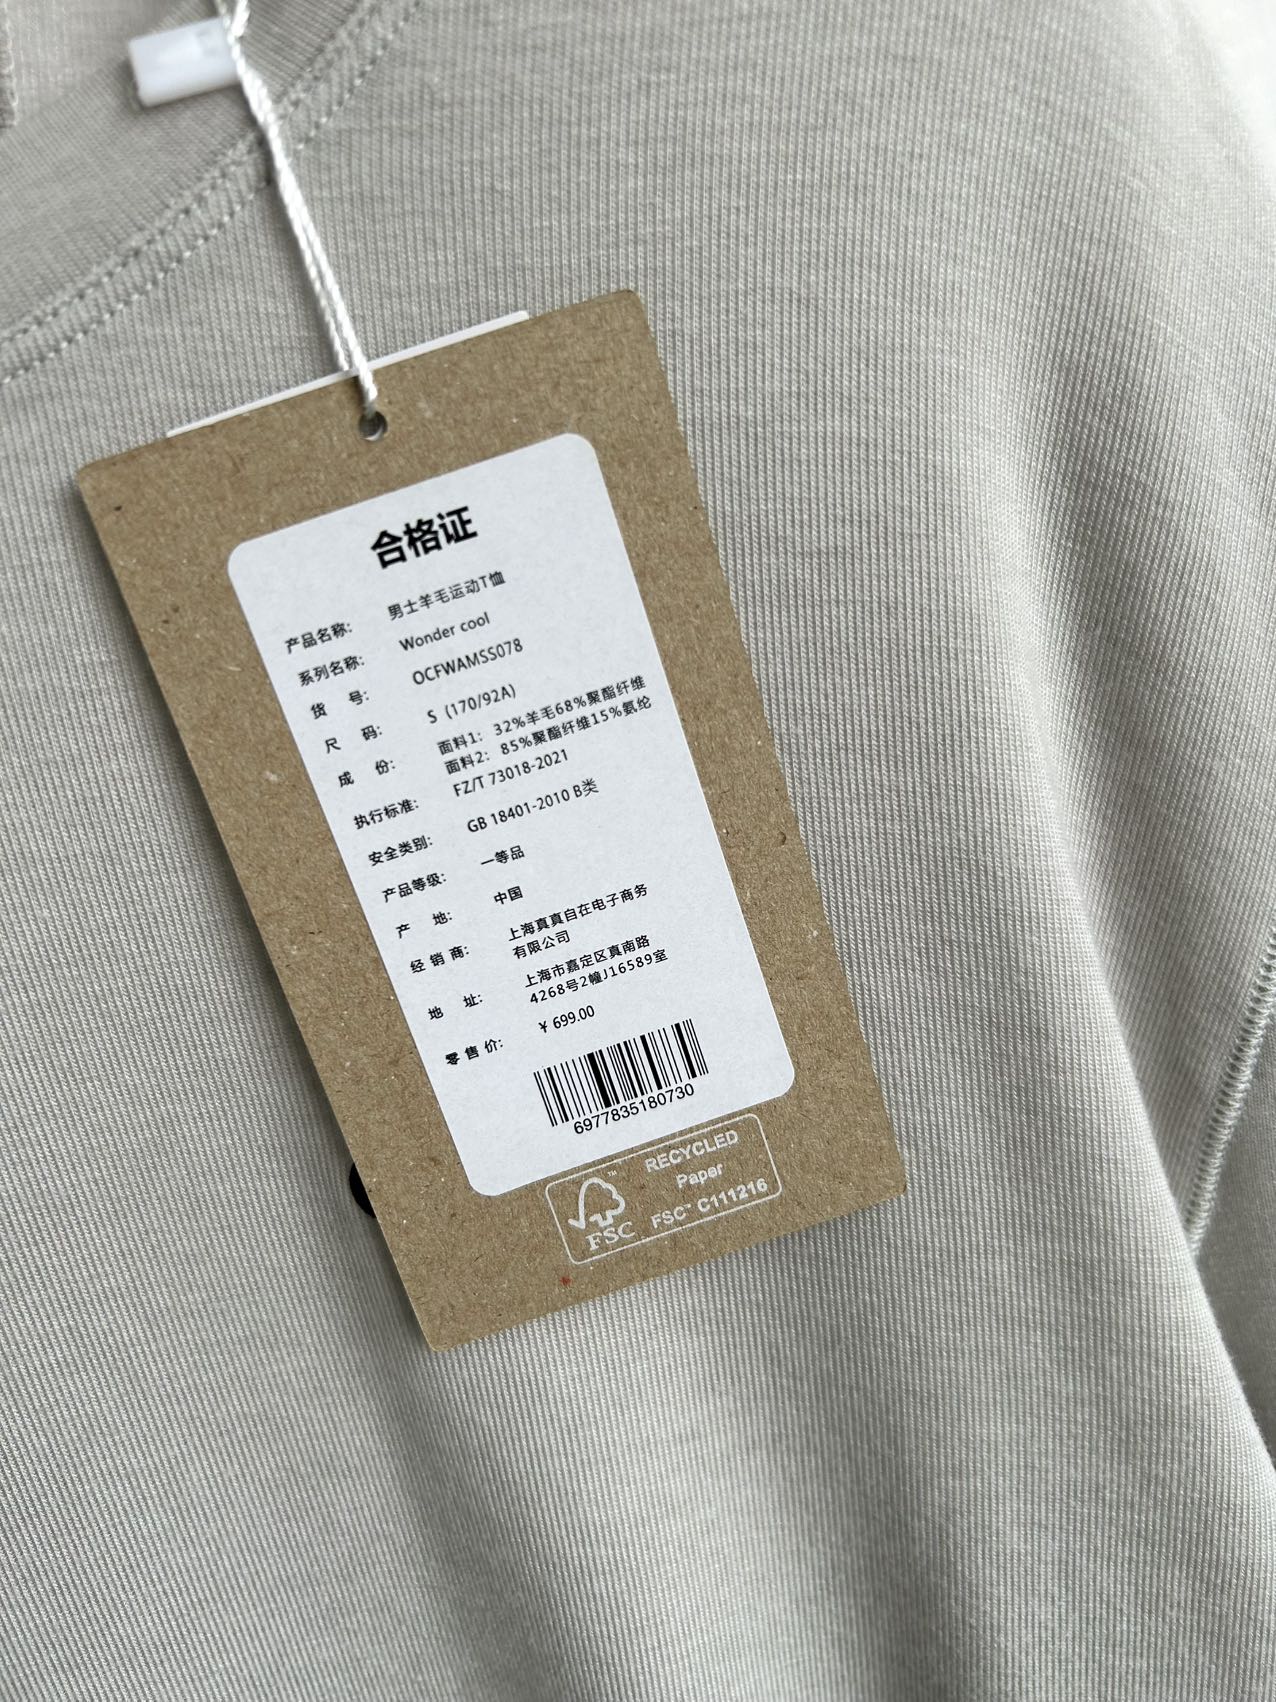 合格证
产品名称: 男士羊毛运动T恤
系列名称: Wonder cool
货 号: OCFWAMSS078
尺 码: S (170/92A)
成 份: 面料1: 32%羊毛68%聚酯纤维
面料2: 85%聚酯纤维15%氨纶
执行标准: FZ/T 73018-2021
安全类别: GB 18401-2010 B类
产品等级: 一等品
产 地: 中国
经 销 商: 上海真真自在电子商务
有限公司
地 址: 上海市嘉定区真南路
4268号2幢J16589室
零 售 价: ¥ 699.00
6977835180730
RECYCLED
Paper
FSC™ C111216
FSC